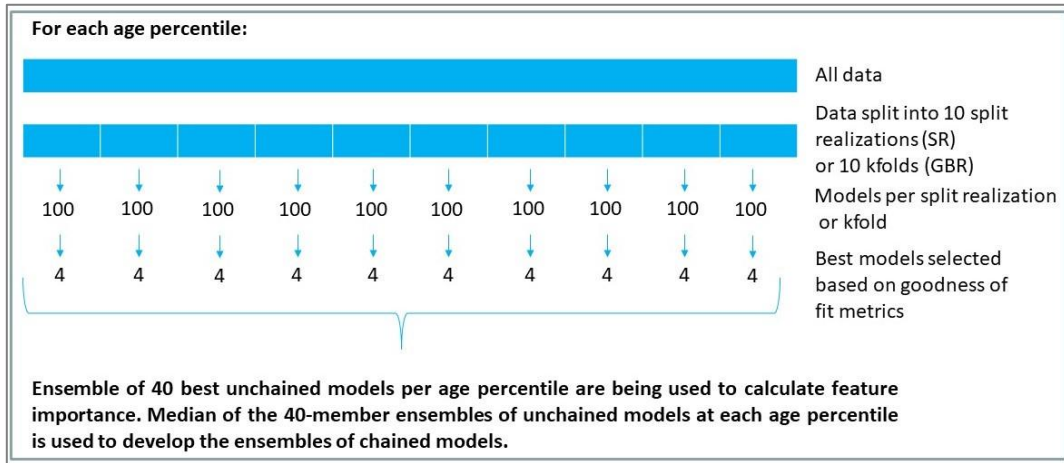 For each age percentile:
All data
Data split into 10 split
realizations (SR)
or 10 kfolds (GBR)
100 100 100 100 100 100 100 100 100 100
Models per split realization
or kfold
4 4 4 4 4 4 4 4 4 4
Best models selected
based on goodness of
fit metrics
Ensemble of 40 best unchained models per age percentile are being used to calculate feature
importance. Median of the 40-member ensembles of unchained models at each age percentile
is used to develop the ensembles of chained models.